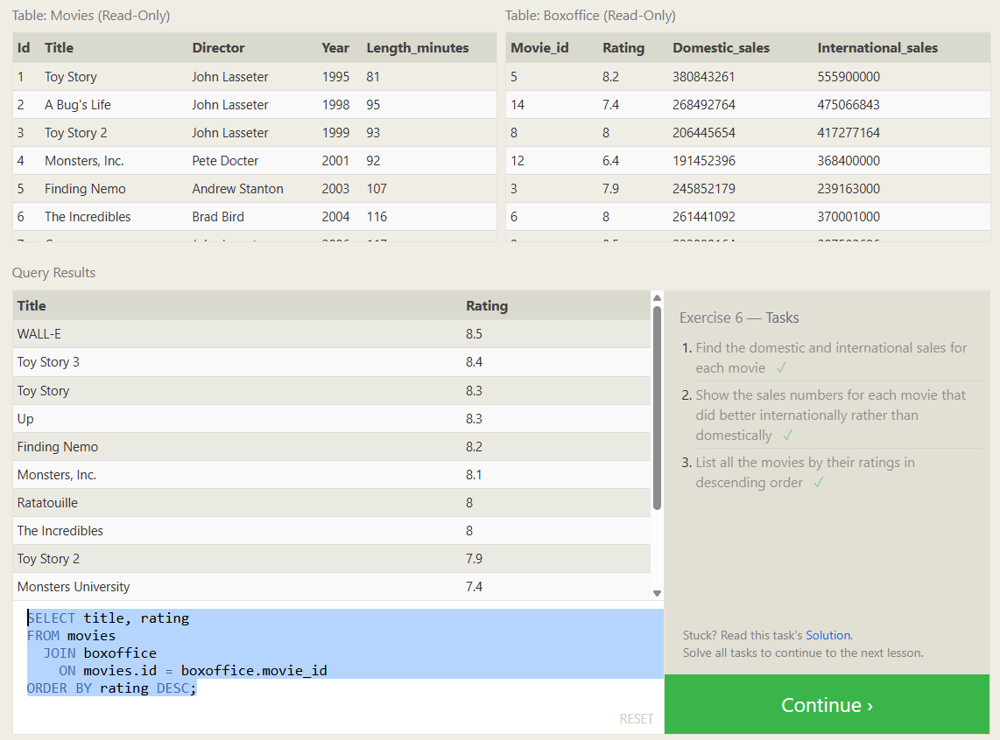 Table: Movies (Read-Only)
Id Title Director Year Length_minutes
1 Toy Story John Lasseter 1995 81
2 A Bug's Life John Lasseter 1998 95
3 Toy Story 2 John Lasseter 1999 93
4 Monsters, Inc. Pete Docter 2001 92
5 Finding Nemo Andrew Stanton 2003 107
6 The Incredibles Brad Bird 2004 116
Table: Boxoffice (Read-Only)
Movie_id Rating Domestic_sales International_sales
5 8.2 380843261 555900000
14 7.4 268492764 475066843
8 8 206445654 417277164
12 6.4 191452396 368400000
3 7.9 245852179 239163000
6 8 261441092 370001000
Query Results
Title Rating
WALL-E 8.5
Toy Story 3 8.4
Toy Story 8.3
Up 8.3
Finding Nemo 8.2
Monsters, Inc. 8.1
Ratatouille 8
The Incredibles 8
Toy Story 2 7.9
Monsters University 7.4
SELECT title, rating
FROM movies
JOIN boxoffice
ON movies.id = boxoffice.movie_id
ORDER BY rating DESC;
RESET
Exercise 6 — Tasks
1. Find the domestic and international sales for
each movie ✓
2. Show the sales numbers for each movie that
did better internationally rather than
domestically ✓
3. List all the movies by their ratings in
descending order ✓
Stuck? Read this task's Solution.
Solve all tasks to continue to the next lesson.
Continue ›